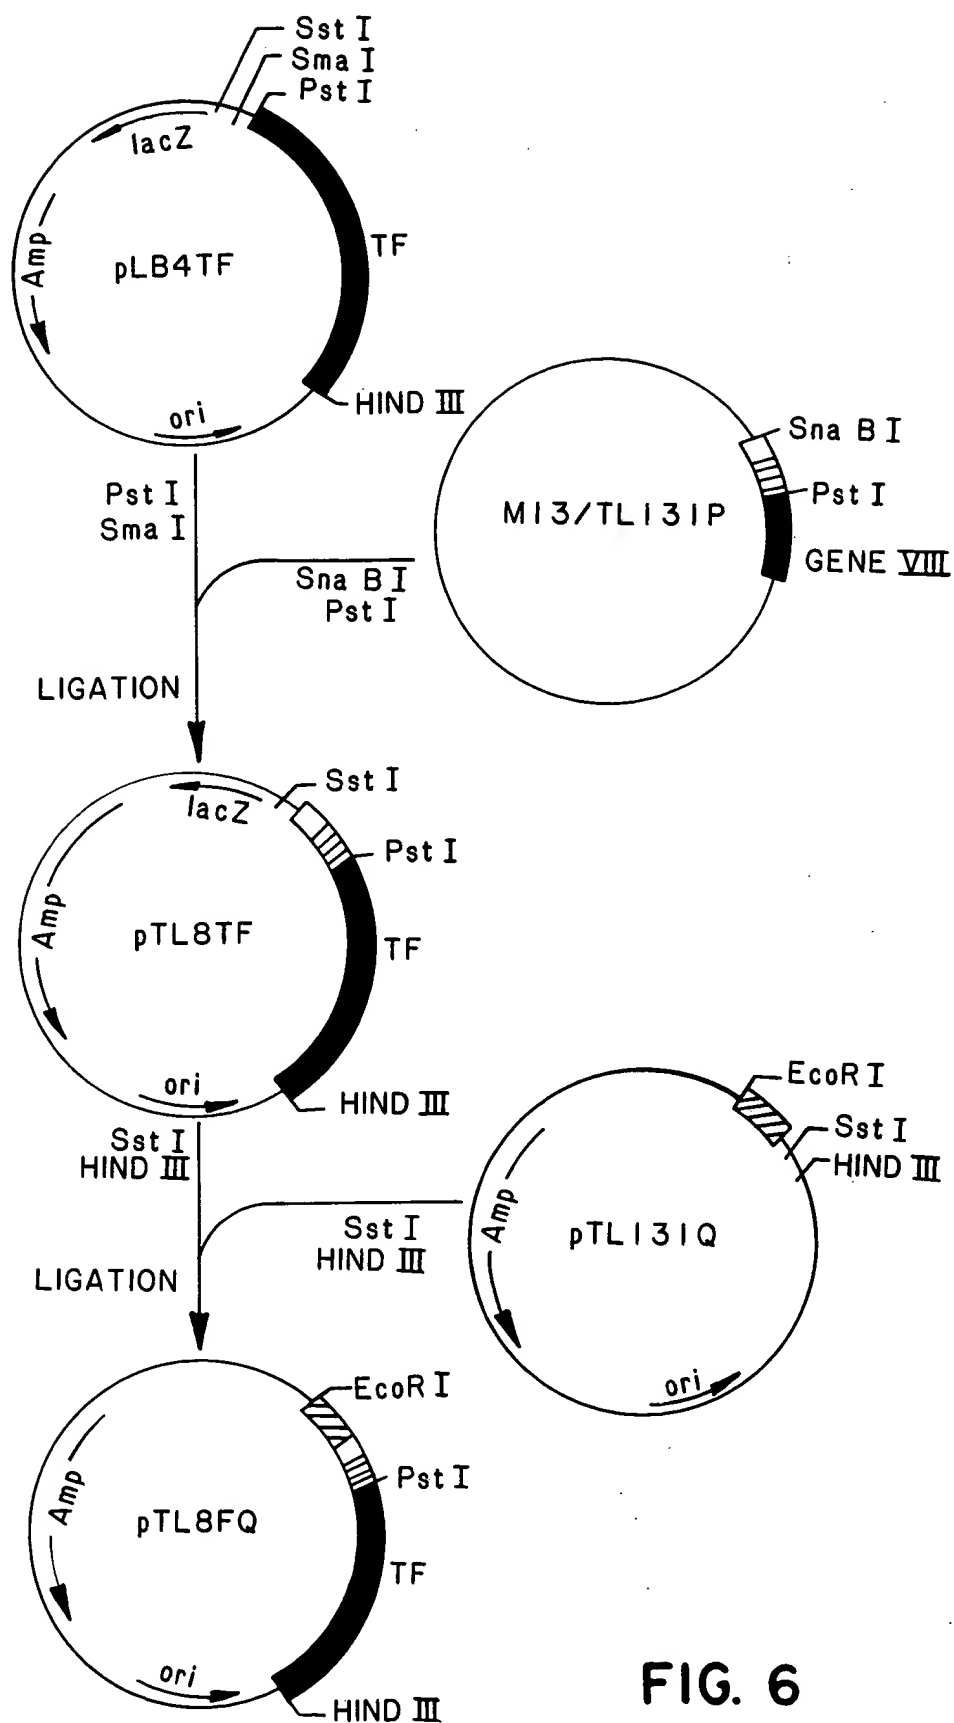 Sst I
Sma I
Pst I
lacZ
Amp
pLB4TF
TF
HIND III
ori
Sna B I
Pst I
M13/TL131P
GENE VIII
Pst I
Sma I
Sna B I
Pst I
LIGATION
Sst I
lacZ
Pst I
Amp
pTL8TF
TF
ori
HIND III
EcoR I
Sst I
HIND III
Amp
pTL131Q
ori
Sst I
HIND III
Sst I
HIND III
LIGATION
EcoR I
Pst I
Amp
pTL8FQ
TF
ori
HIND III
FIG. 6